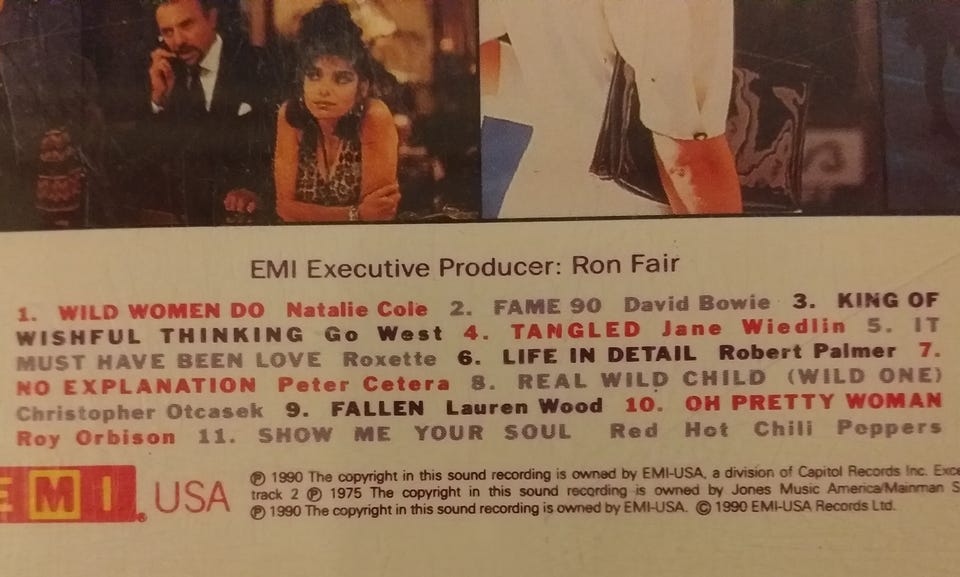 EMI Executive Producer: Ron Fair
1. WILD WOMEN DO Natalie Cole 2. FAME 90 David Bowie 3. KING OF
WISHFUL THINKING Go West 4. TANGLED Jane Wiedlin 5. IT
MUST HAVE BEEN LOVE Roxette 6. LIFE IN DETAIL Robert Palmer 7.
NO EXPLANATION Peter Cetera 8. REAL WILD CHILD (WILD ONE)
Christopher Otcasek 9. FALLEN Lauren Wood 10. OH PRETTY WOMAN
Roy Orbison 11. SHOW ME YOUR SOUL Red Hot Chili Peppers
EMI USA
℗ 1990 The copyright in this sound recording is owned by EMI-USA, a division of Capitol Records Inc. Exce
track 2 ℗ 1975 The copyright in this sound recording is owned by Jones Music America/Mainman S
℗ 1990 The copyright in this sound recording is owned by EMI-USA. © 1990 EMI-USA Records Ltd.